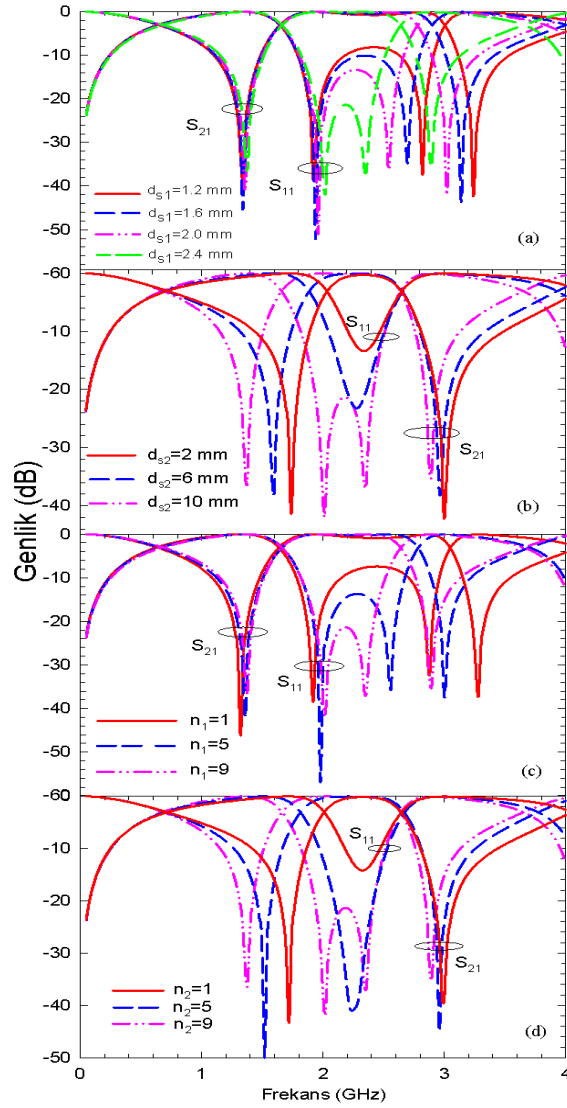 0
-10
-20
-30
-40
-50
S21
S11
dS1=1.2 mm
dS1=1.6 mm
dS1=2.0 mm
dS1=2.4 mm
(a)
-60
-10
-20
-30
-40
S11
S21
ds2=2 mm
ds2=6 mm
ds2=10 mm
(b)
Genlik (dB)
0
-10
-20
-30
-40
-50
S21
S11
n1=1
n1=5
n1=9
(c)
-60
-10
-20
-30
-40
-50
S11
S21
n2=1
n2=5
n2=9
(d)
0 1 2 3 4
Frekans (GHz)